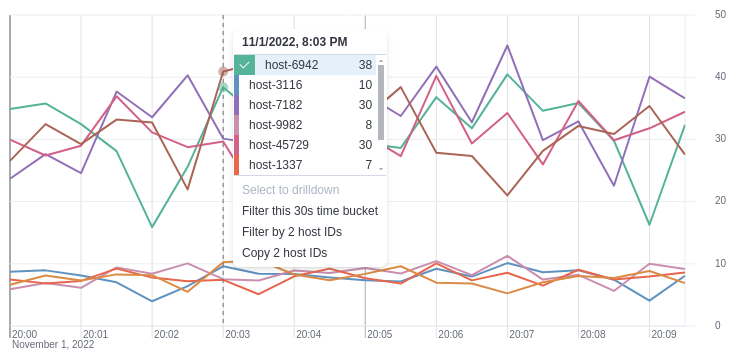 50
11/1/2022, 8:03 PM
host-6942 38
host-3116 10
40
host-7182 30
host-9982 8
host-45729 30
30
host-1337 7
Select to drilldown
20
Filter this 30s time bucket
Filter by 2 host IDs
Copy 2 host IDs
10
0
20:00 20:01 20:02 20:03 20:04 20:05 20:06 20:07 20:08 20:09
November 1, 2022